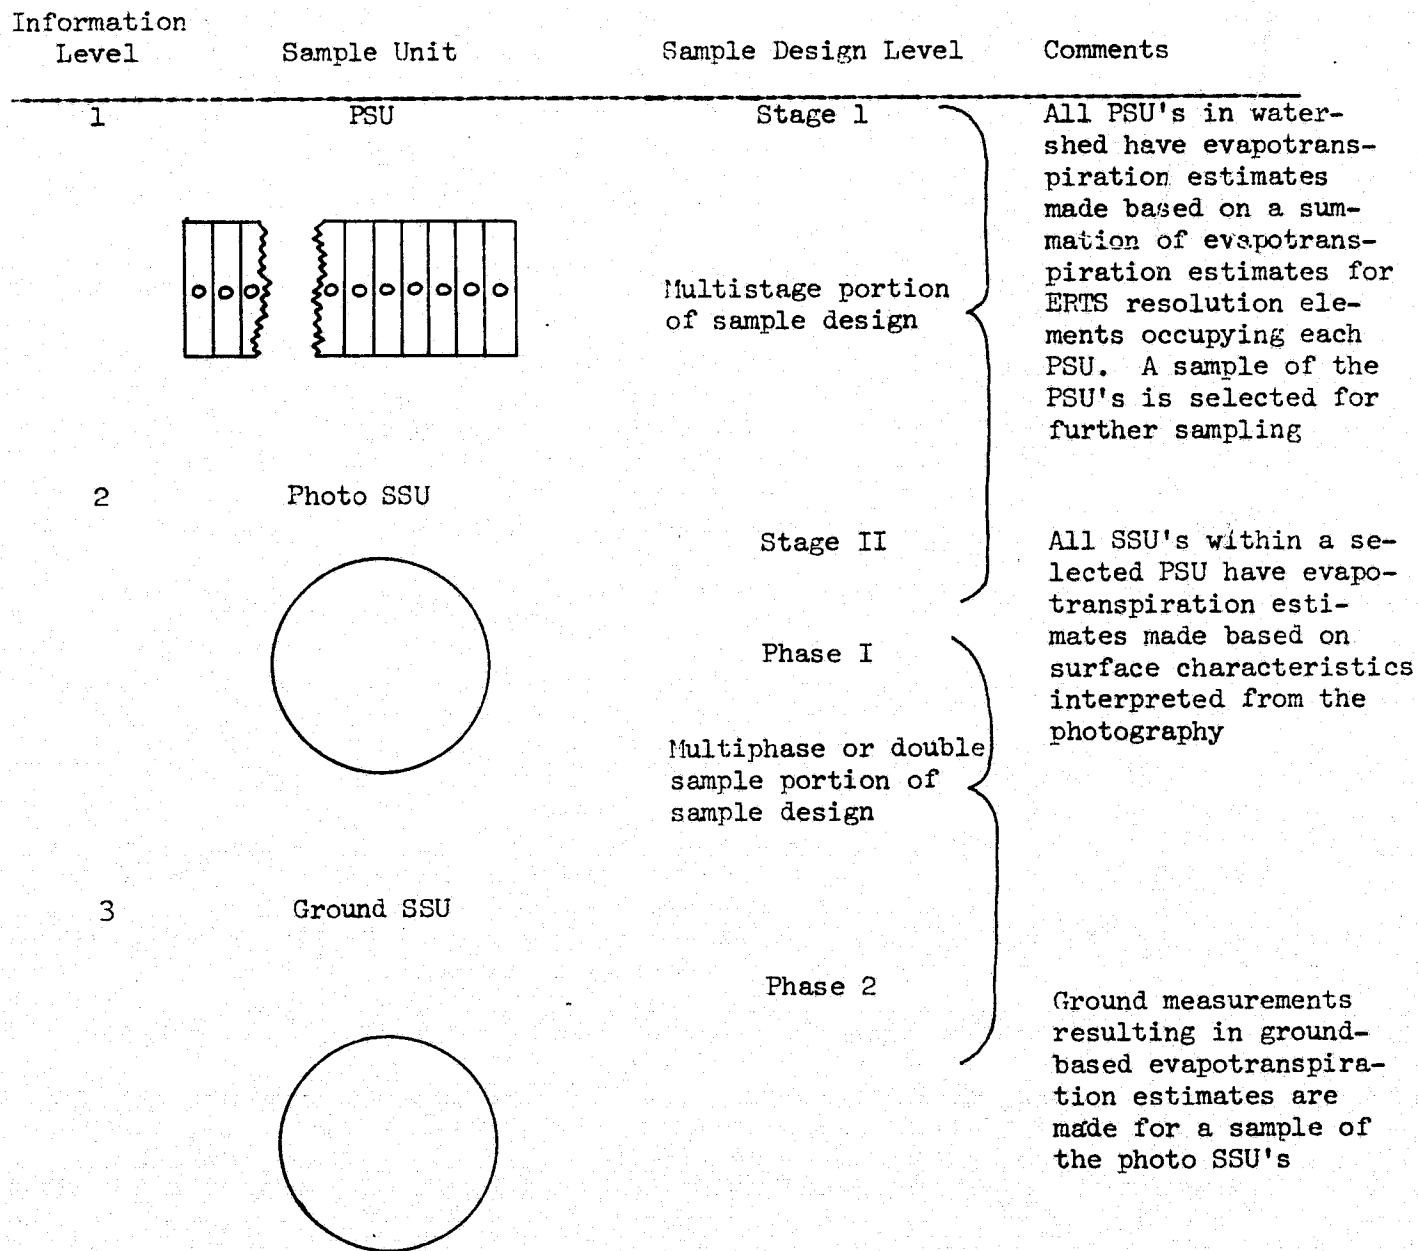 Information
Level
Sample Unit
Sample Design Level
Comments
1
PSU
Stage 1
All PSU's in water-
shed have evapotrans-
piration estimates
made based on a sum-
mation of evapotrans-
piration estimates for
ERTS resolution ele-
ments occupying each
PSU. A sample of the
PSU's is selected for
further sampling
Multistage portion
of sample design
2
Photo SSU
Stage II
All SSU's within a se-
lected PSU have evapo-
transpiration esti-
mates made based on
surface characteristics
interpreted from the
photography
Phase I
Multiphase or double
sample portion of
sample design
3
Ground SSU
Phase 2
Ground measurements
resulting in ground-
based evapotranspira-
tion estimates are
made for a sample of
the photo SSU's